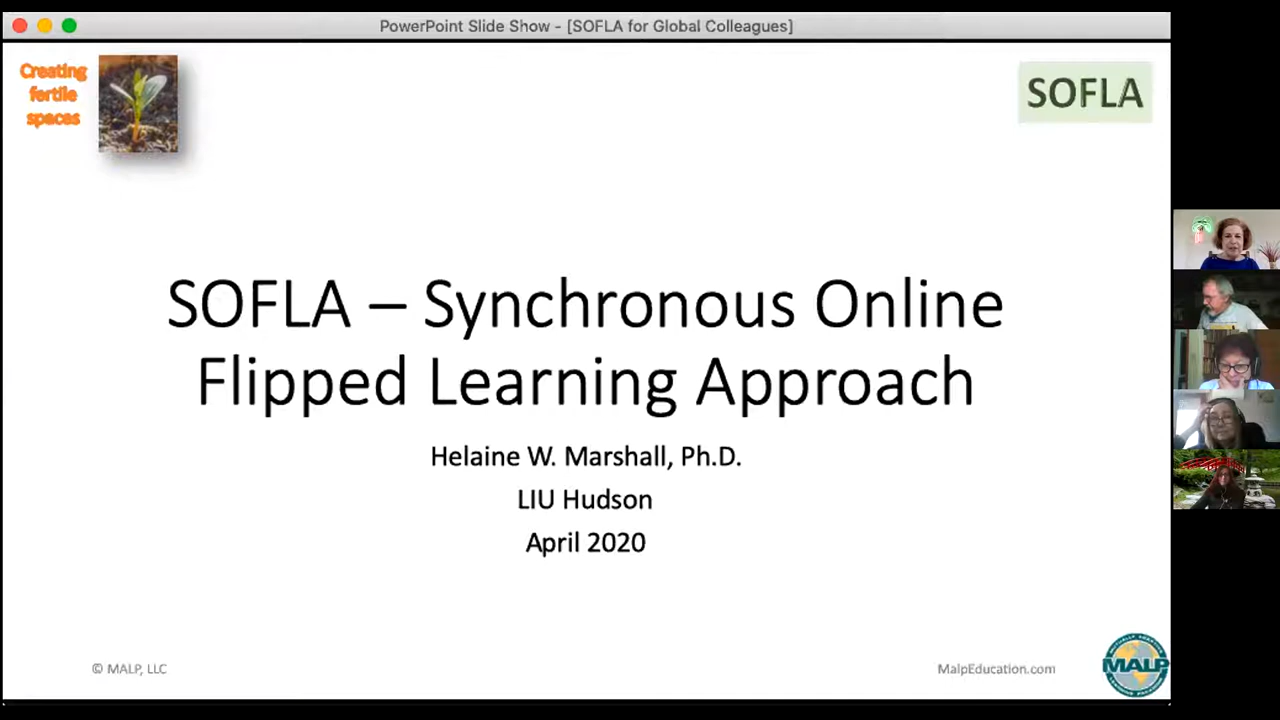 PowerPoint Slide Show - [SOFLA for Global Colleagues]
Creating
fertile
spaces
SOFLA
SOFLA – Synchronous Online
Flipped Learning Approach
Helaine W. Marshall, Ph.D.
LIU Hudson
April 2020
© MALP, LLC
MalpEducation.com
MALP